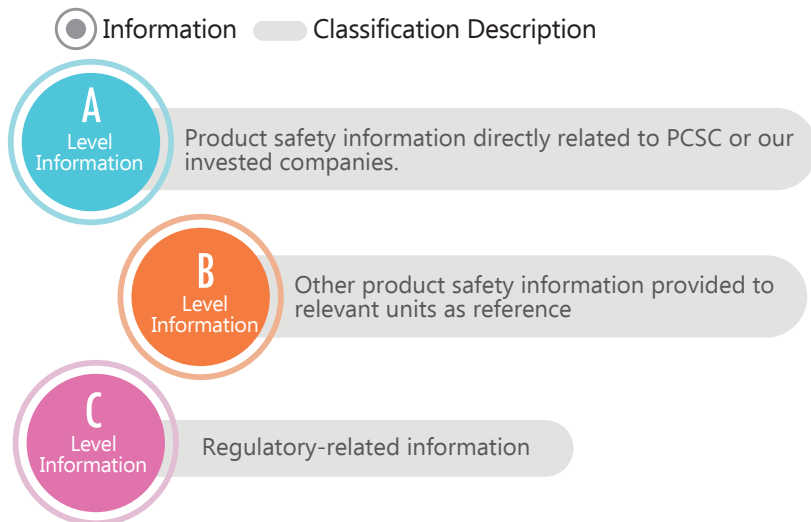 Information Classification Description
A
Level
Information
Product safety information directly related to PCSC or our
invested companies.
B
Level
Information
Other product safety information provided to
relevant units as reference
C
Level
Information
Regulatory-related information